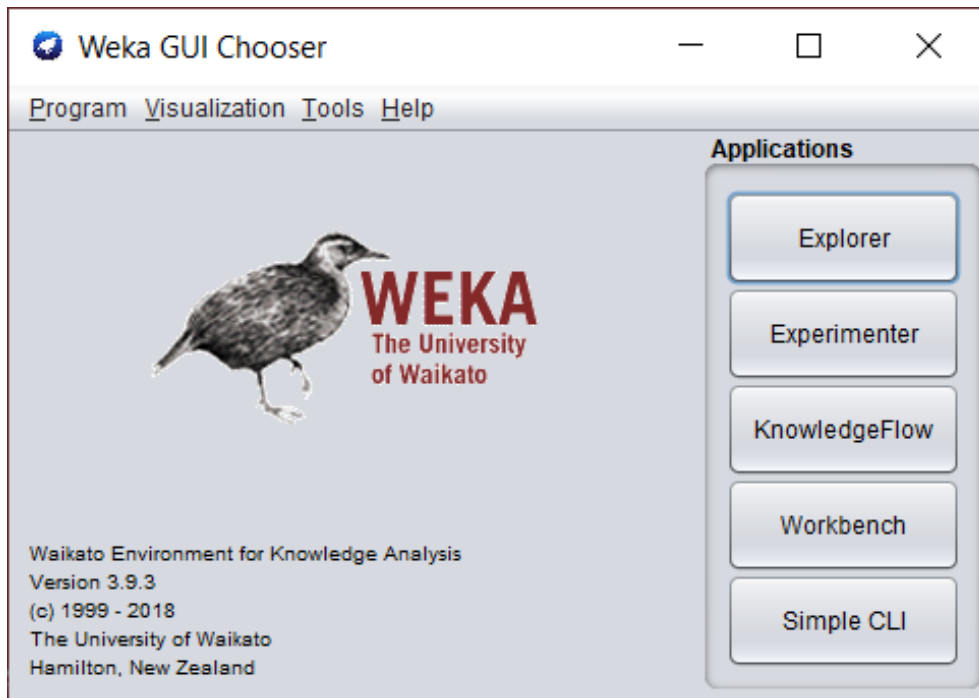 Weka GUI Chooser
Program Visualization Tools Help
Applications
Explorer
Experimenter
KnowledgeFlow
Workbench
Simple CLI
WEKA
The University
of Waikato
Waikato Environment for Knowledge Analysis
Version 3.9.3
(c) 1999 - 2018
The University of Waikato
Hamilton, New Zealand